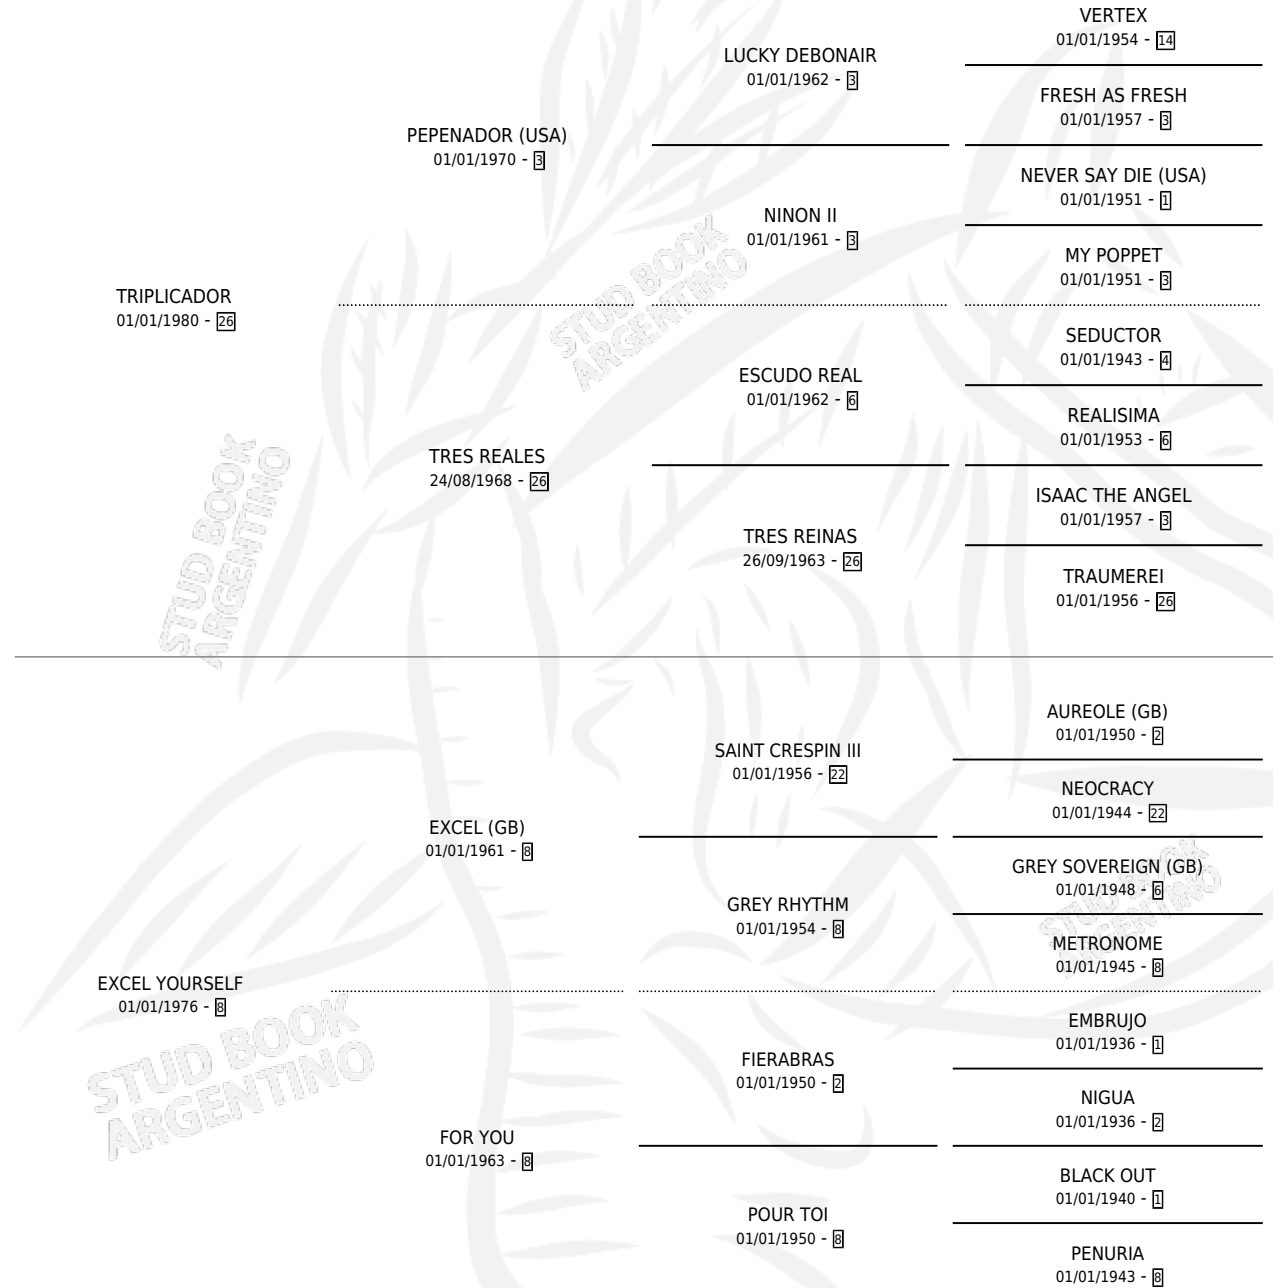 VERTEX
01/01/1954 - 14
LUCKY DEBONAIR
01/01/1962 - 3
FRESH AS FRESH
01/01/1957 - 3
PEPENADOR (USA)
01/01/1970 - 3
NEVER SAY DIE (USA)
01/01/1951 - 1
NINON II
01/01/1961 - 3
MY POPPET
01/01/1951 - 3
TRIPLICADOR
01/01/1980 - 26
SEDUCTOR
01/01/1943 - 4
ESCUDO REAL
01/01/1962 - 6
REALISIMA
01/01/1953 - 6
TRES REALES
24/08/1968 - 26
ISAAC THE ANGEL
01/01/1957 - 3
TRES REINAS
26/09/1963 - 26
TRAUMEREI
01/01/1956 - 26
STUD BOOK
ARGENTINO
STUD BOOK
ARGENTINO
AUREOLE (GB)
01/01/1950 - 2
SAINT CRESPIN III
01/01/1956 - 22
NEOCRACY
01/01/1944 - 22
EXCEL (GB)
01/01/1961 - 8
GREY SOVEREIGN (GB)
01/01/1948 - 6
GREY RHYTHM
01/01/1954 - 8
METRONOME
01/01/1945 - 8
EXCEL YOURSELF
01/01/1976 - 8
EMBRUJO
01/01/1936 - 1
FIERABRAS
01/01/1950 - 2
NIGUA
01/01/1936 - 2
FOR YOU
01/01/1963 - 8
BLACK OUT
01/01/1940 - 1
POUR TOI
01/01/1950 - 8
PENURIA
01/01/1943 - 8
STUD BOOK
ARGENTINO
STUD BOOK
ARGENTINO